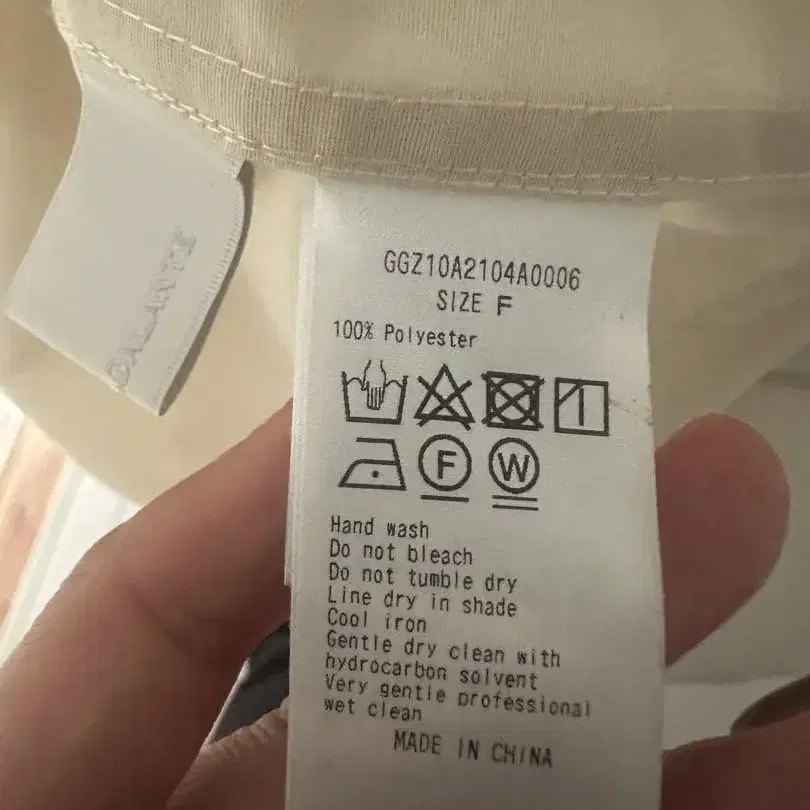 GGZ10A2104A0006
SIZE F
100% Polyester
F W
Hand wash
Do not bleach
Do not tumble dry
Line dry in shade
Cool iron
Gentle dry clean with
hydrocarbon solvent
Very gentle professional
wet clean
MADE IN CHINA